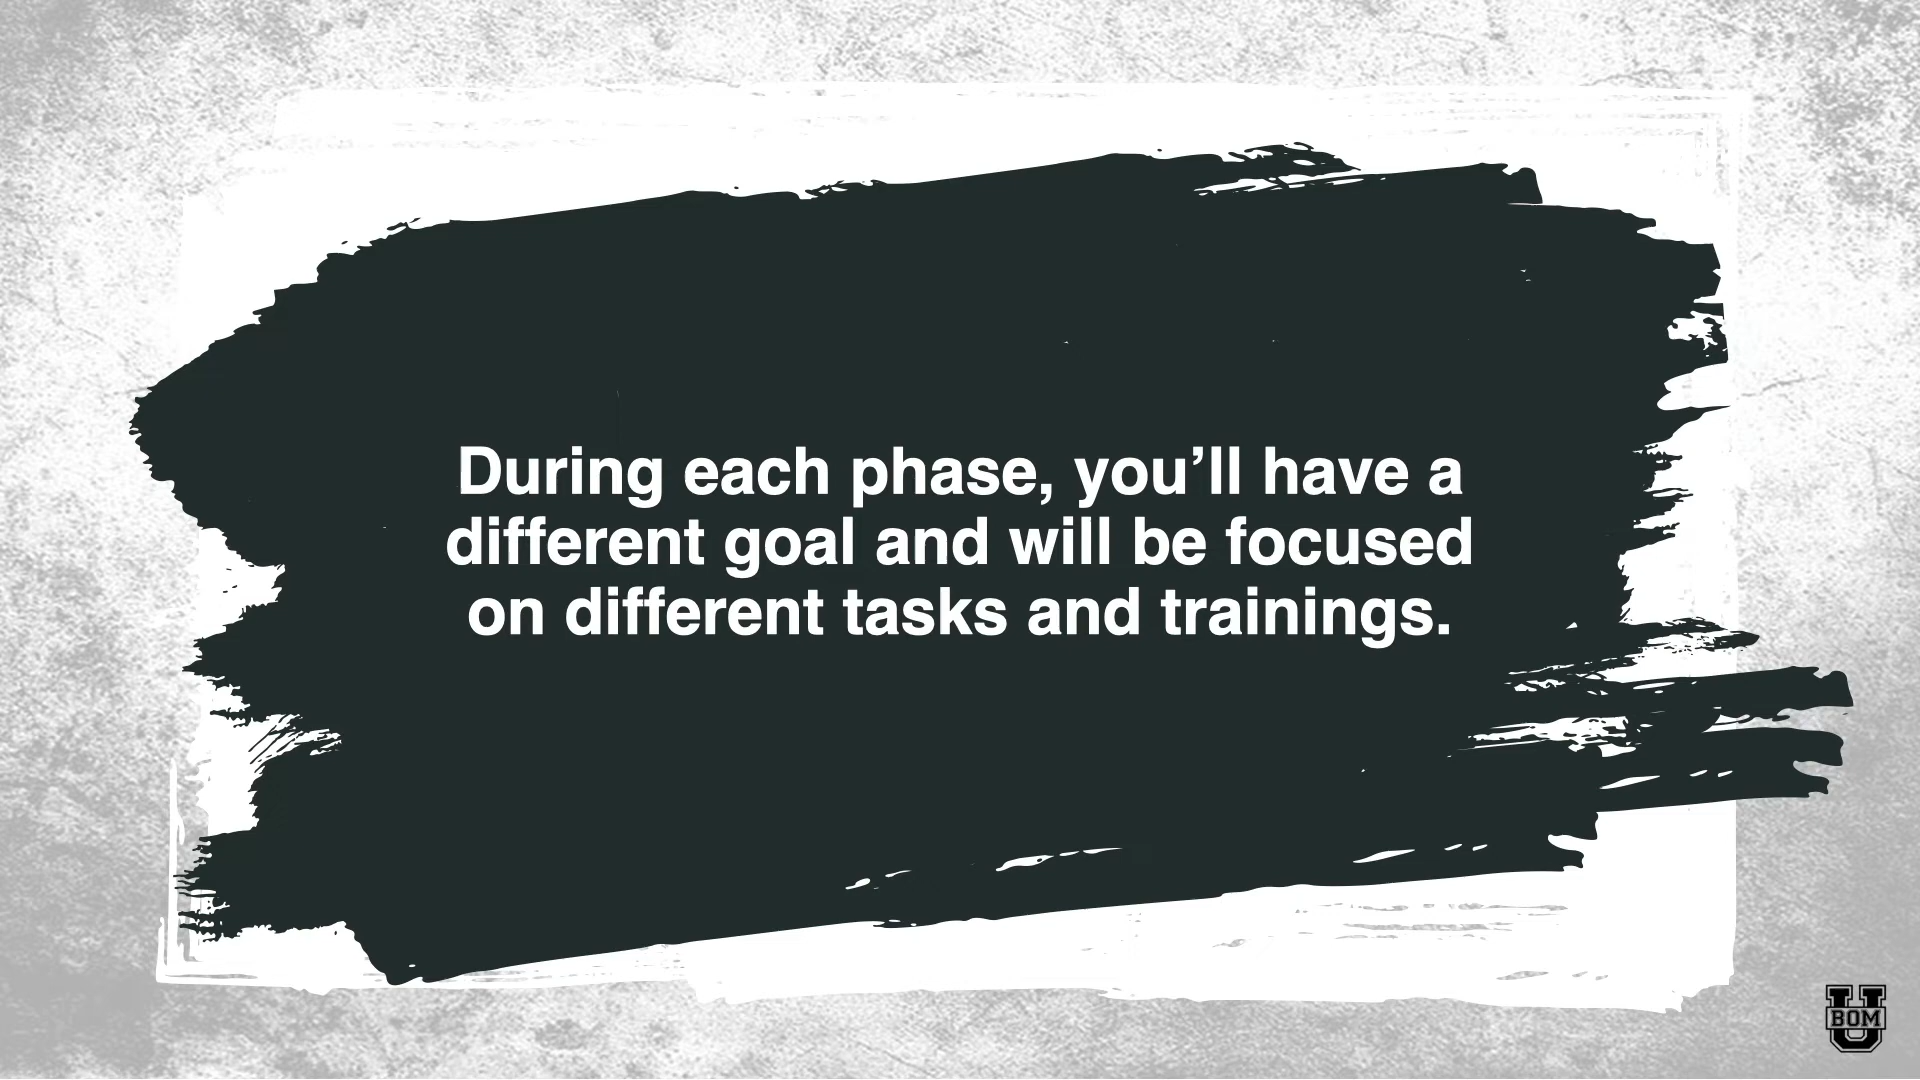 During each phase, you’ll have a
different goal and will be focused
on different tasks and trainings.
U
BOM